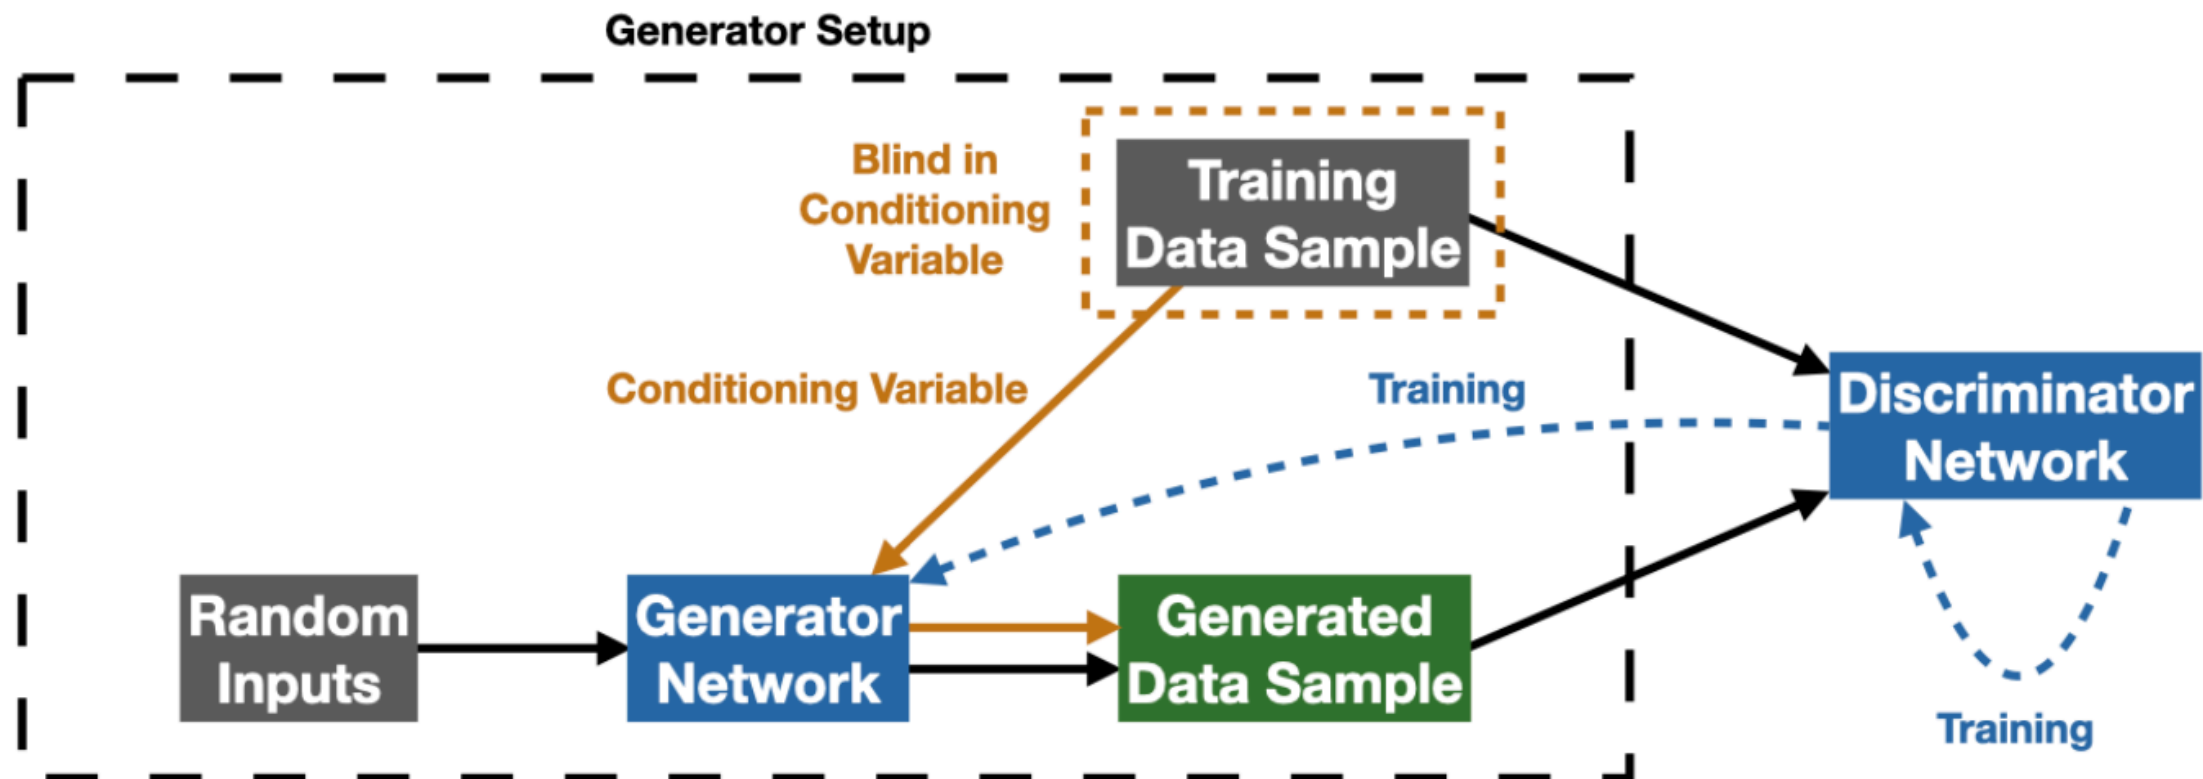 Generator Setup
Blind in
Conditioning
Variable
Training
Data Sample
Conditioning Variable
Training
Discriminator
Network
Random
Inputs
Generator
Network
Generated
Data Sample
Training